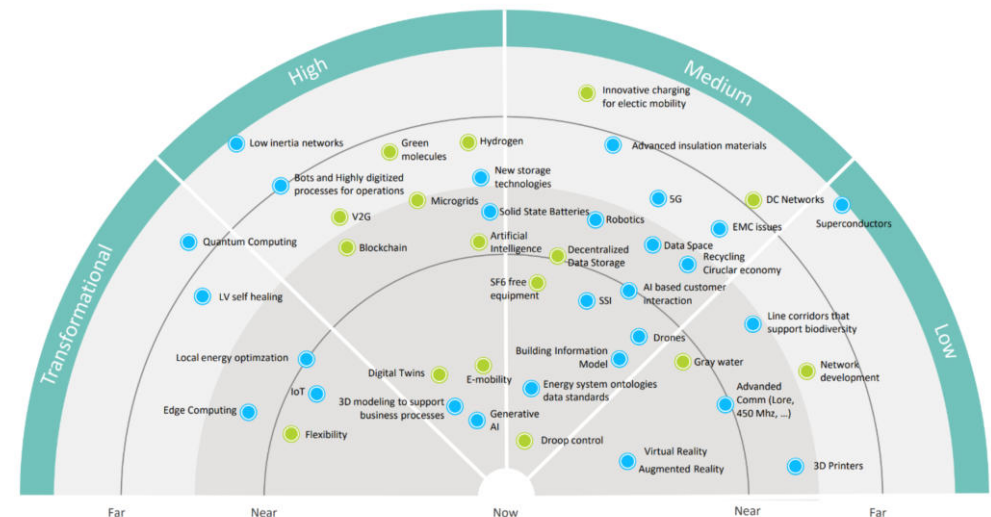 High
Medium
Transformational
Low
Innovative charging
for electic mobility
Low inertia networks
Green
molecules
Hydrogen
Advanced insulation materials
Bots and Highly digitized
processes for operations
New storage
technologies
Microgrids
5G
DC Networks
V2G
Solid State Batteries
Robotics
Superconductors
EMC issues
Quantum Computing
Blockchain
Artificial
Intelligence
Decentralized
Data Storage
Data Space
Recycling
Ciruclar economy
SF6 free
equipment
SSI
AI based customer
interaction
LV self healing
Line corridors that
support biodiversity
Drones
Local energy optimzation
Building Information
Model
Gray water
Digital Twins
E-mobility
Network
development
IoT
Energy system ontologies
data standards
Advanded
Comm (Lore,
450 Mhz, ...)
Edge Computing
3D modeling to support
business processes
Generative
AI
Flexibility
Droop control
Virtual Reality
Augmented Reality
3D Printers
Far
Near
Now
Near
Far